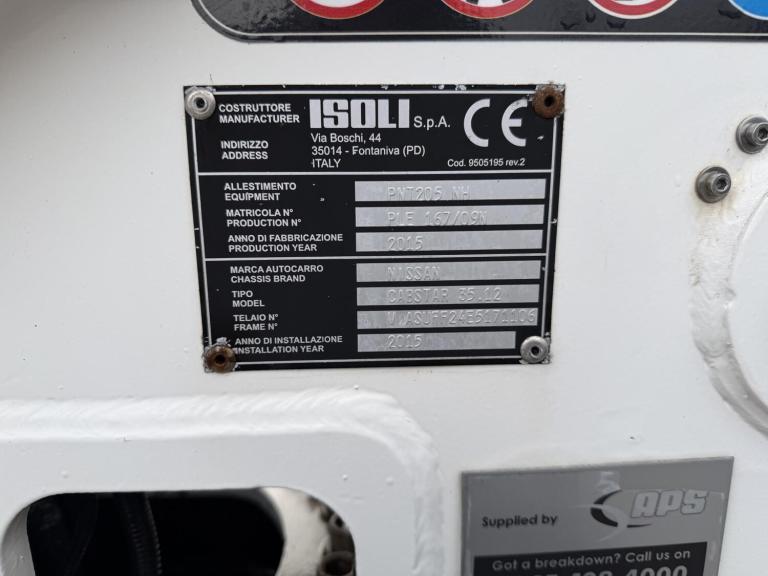 COSTRUTTORE
MANUFACTURER
ISOLI S.p.A. CE
INDIRIZZO
ADDRESS
Via Boschi, 44
35014 - Fontaniva (PD)
ITALY
Cod. 9505195 rev.2
ALLESTIMENTO
EQUIPMENT
PNT205 NH
MATRICOLA N°
PRODUCTION N°
PLE 167/09N
ANNO DI FABBRICAZIONE
PRODUCTION YEAR
2015
MARCA AUTOCARRO
CHASSIS BRAND
NISSAN
TIPO
MODEL
CABSTAR 35.12
TELAIO N°
FRAME N°
VWASUFF24E5171106
ANNO DI INSTALLAZIONE
INSTALLATION YEAR
2015
Supplied by APS
Got a breakdown? Call us on